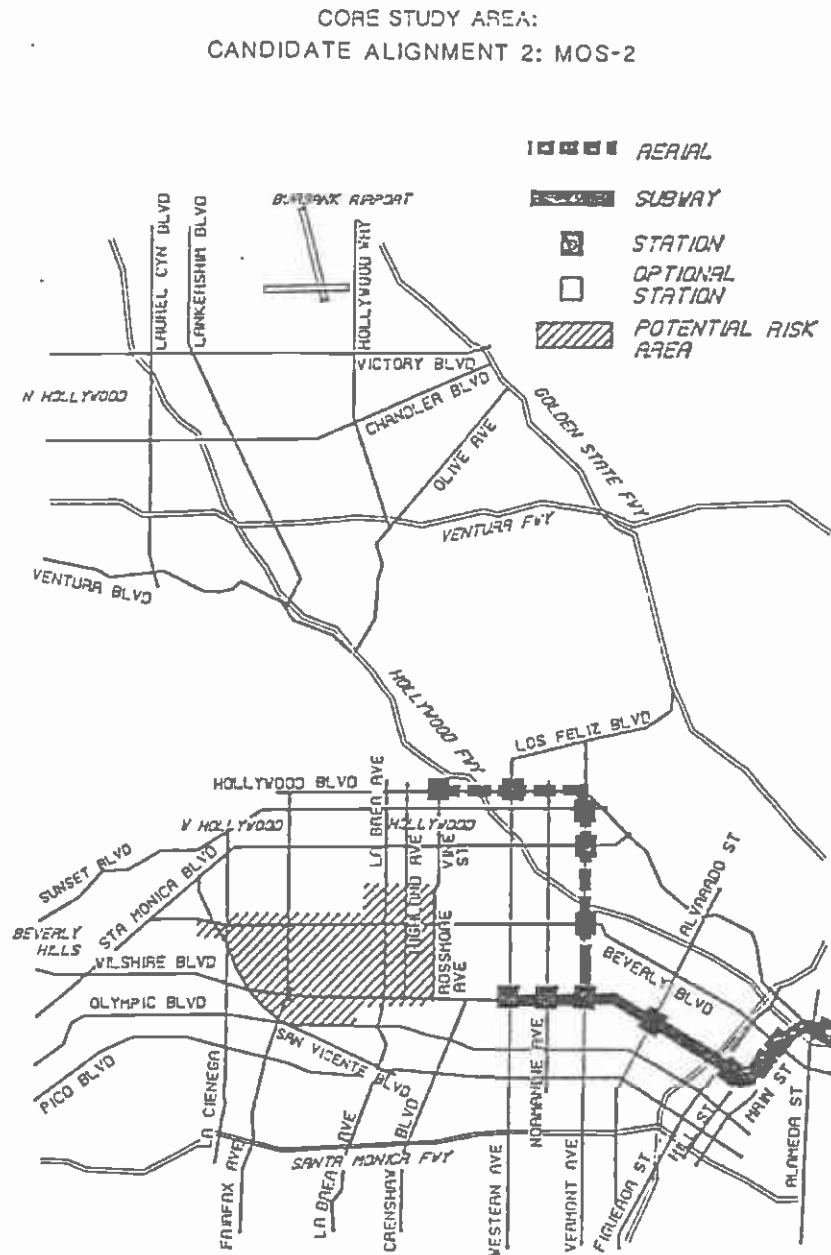 CORE STUDY AREA:
CANDIDATE ALIGNMENT 2: MOS-2
AERIAL
SUBWAY
STATION
OPTIONAL
STATION
POTENTIAL RISK
AREA
BURBANK AIRPORT
LAUREL CYN BLVD
LANKERSHIM BLVD
HOLLYWOOD WAY
VICTORY BLVD
N HOLLYWOOD
CHANDLER BLVD
OLIVE AVE
GOLDEN STATE FWY
VENTURA FWY
VENTURA BLVD
HOLLYWOOD FWY
LOS FELIZ BLVD
HOLLYWOOD BLVD
LA BREA AVE
W HOLLYWOOD
HOLLYWOOD
HIGHLAND AVE
VINE
ST
SUNSET BLVD
STA MONICA BLVD
ALVARADO ST
BEVERLY
HILLS
ROSSMORE
AVE
BEVERLY BLVD
WILSHIRE BLVD
OLYMPIC BLVD
SAN VICENTE BLVD
PICO BLVD
LA CIENEGA
NORMANDIE AVE
HILL ST
MAIN ST
SANTA MONICA FWY
FAIRFAX AVE
LA BREA AVE
CRENSHAW BLVD
WESTERN AVE
VERMONT AVE
FIGUEROA ST
ALAMEDA ST